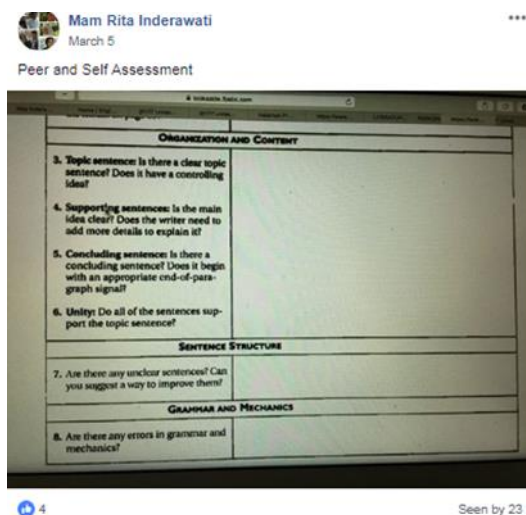 Mam Rita Inderawati
March 5
Peer and Self Assessment
ORGANIZATION AND CONTENT
3. Topic sentence: Is there a clear topic
sentence? Does it have a controlling
idea?
4. Supporting sentences: Is the main
idea clear? Does the writer need to
add more details to explain it?
5. Concluding sentence: Is there a
concluding sentence? Does it begin
with an appropriate end-of-para-
graph signal?
6. Unity: Do all of the sentences sup-
port the topic sentence?
SENTENCE STRUCTURE
7. Are there any unclear sentences? Can
you suggest a way to improve them?
GRAMMAR AND MECHANICS
8. Are there any errors in grammar and
mechanics?
4
Seen by 23